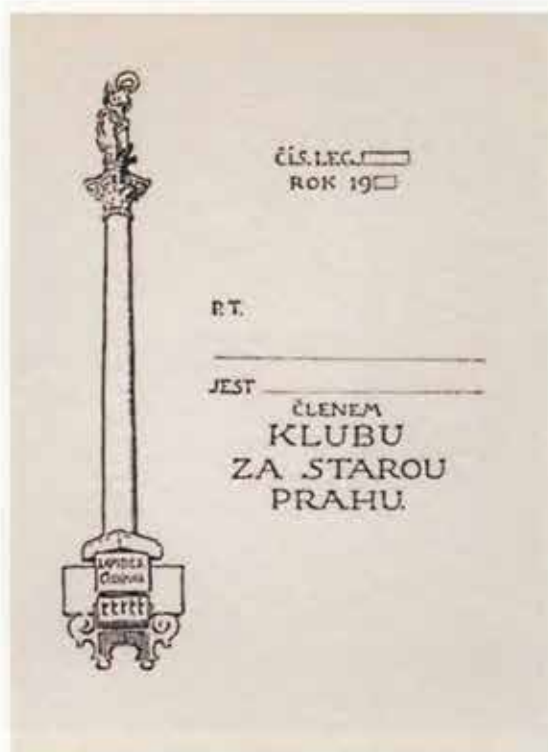 ČÍS. LEG.
ROK 19
P. T.
JEST
ČLENEM
KLUBU
ZA STAROU
PRAHU.